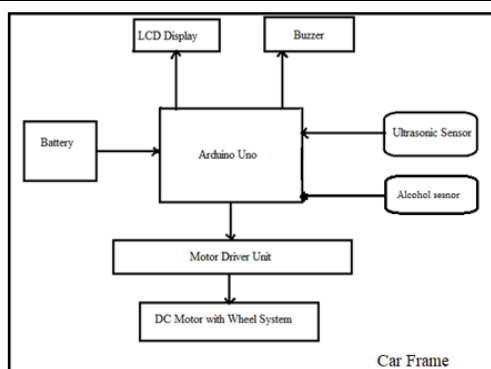 LCD Display
Buzzer
Battery
Arduino Uno
Ultrasonic Sensor
Alcohol sesnor
Motor Driver Unit
DC Motor with Wheel System
Car Frame